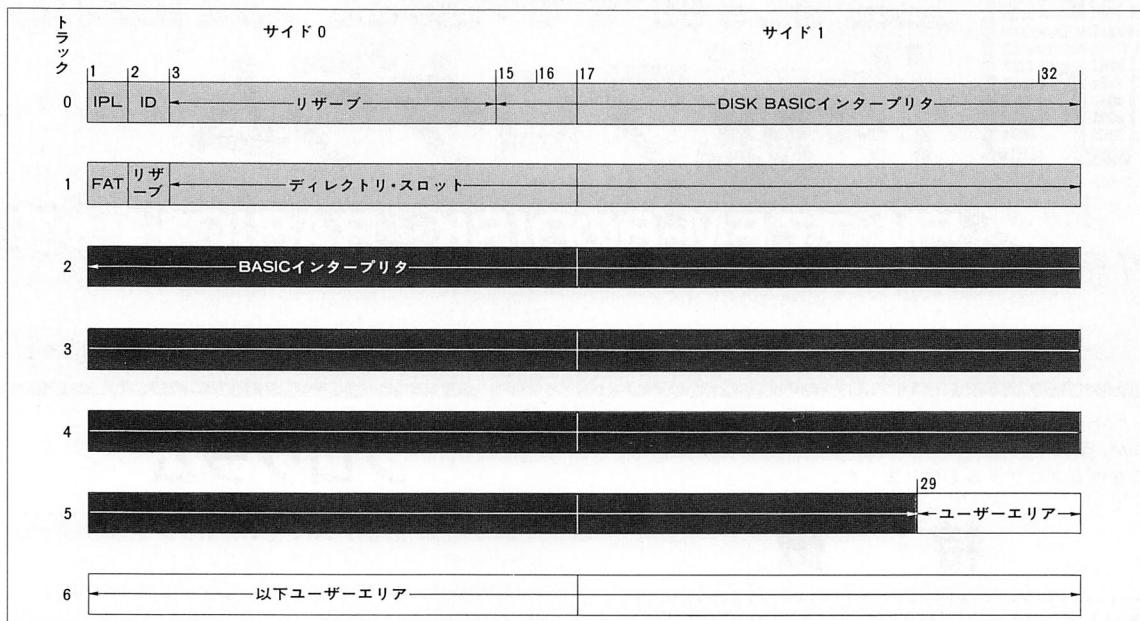 トラック
サイド0 サイド1
1 2 3 15 16 17 32
0 IPL ID リザーブ DISK BASICインタープリタ
1 FAT リザーブ ディレクトリ・スロット
2 BASICインタープリタ
3
4
29
5 ユーザーエリア
6 以下ユーザーエリア